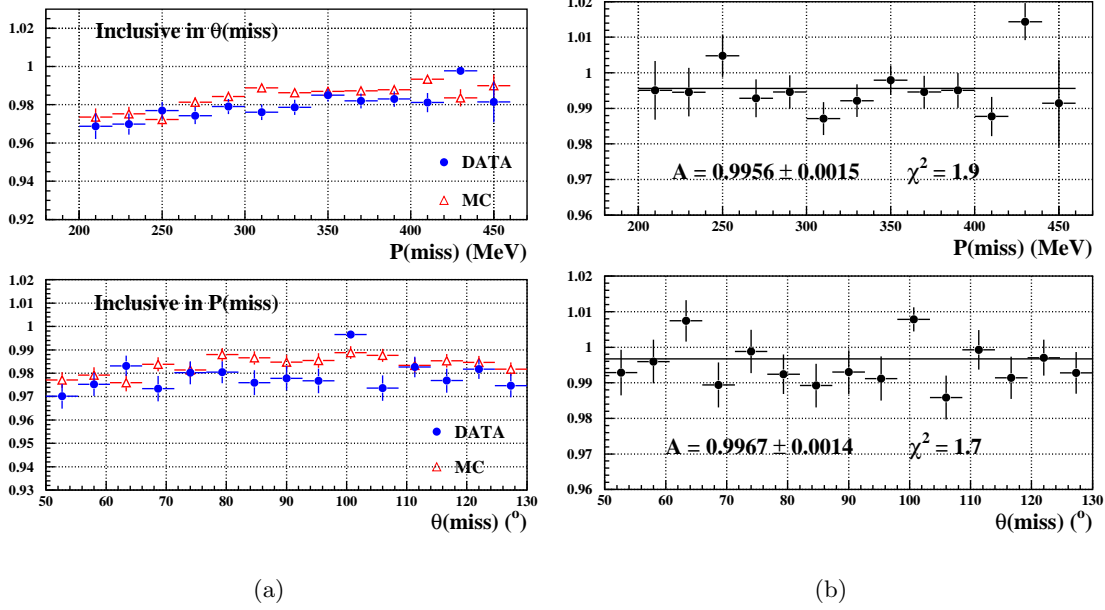 Inclusive in θ(miss)
1.02
1
0.98
0.96
0.94
0.92
DATA
MC
200 250 300 350 400 450
P(miss) (MeV)
1.02
1.01
1
0.99
0.98
0.97
0.96
A = 0.9956 ± 0.0015 χ² = 1.9
200 250 300 350 400 450
P(miss) (MeV)
Inclusive in P(miss)
1.02
1.01
1
0.99
0.98
0.97
0.96
0.95
0.94
0.93
DATA
MC
50 60 70 80 90 100 110 120 130
θ(miss) (°)
1.02
1.01
1
0.99
0.98
0.97
0.96
A = 0.9967 ± 0.0014 χ² = 1.7
50 60 70 80 90 100 110 120 130
θ(miss) (°)
(a)
(b)